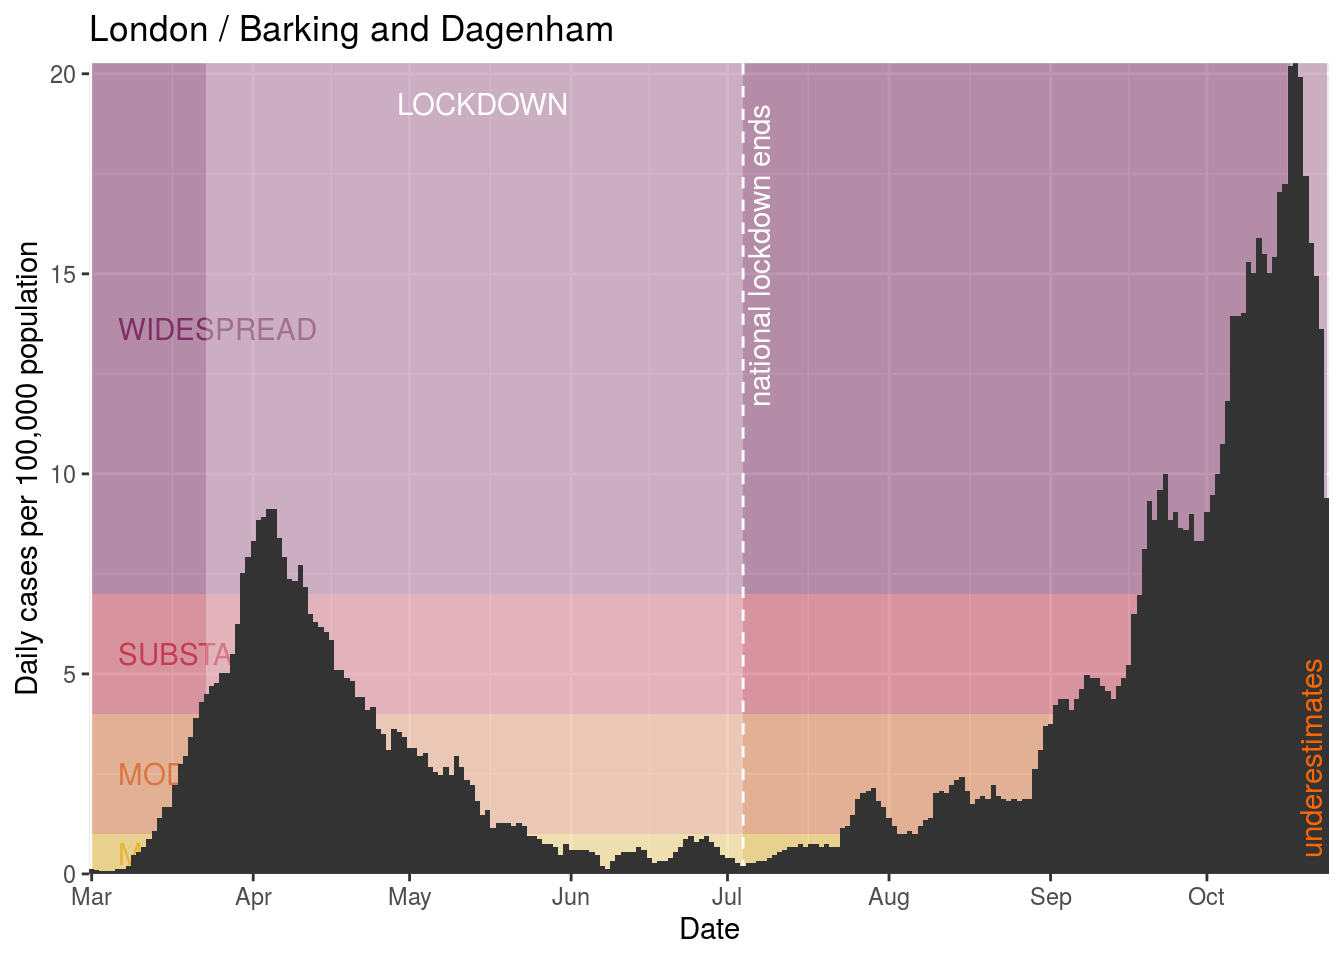 London / Barking and Dagenham
20
15
10
5
0
Daily cases per 100,000 population
LOCKDOWN
national lockdown ends
WIDESPREAD
SUBSTA
MOD
M
underestimates
Mar Apr May Jun Jul Aug Sep Oct
Date